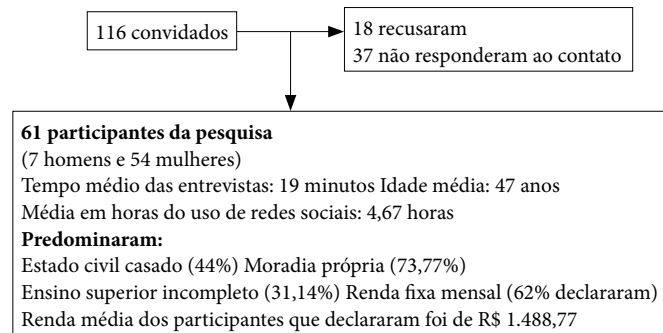 116 convidados
18 recusaram
37 não responderam ao contato
61 participantes da pesquisa
(7 homens e 54 mulheres)
Tempo médio das entrevistas: 19 minutos Idade média: 47 anos
Média em horas do uso de redes sociais: 4,67 horas
Predominaram:
Estado civil casado (44%) Moradia própria (73,77%)
Ensino superior incompleto (31,14%) Renda fixa mensal (62% declararam)
Renda média dos participantes que declararam foi de R$ 1.488,77